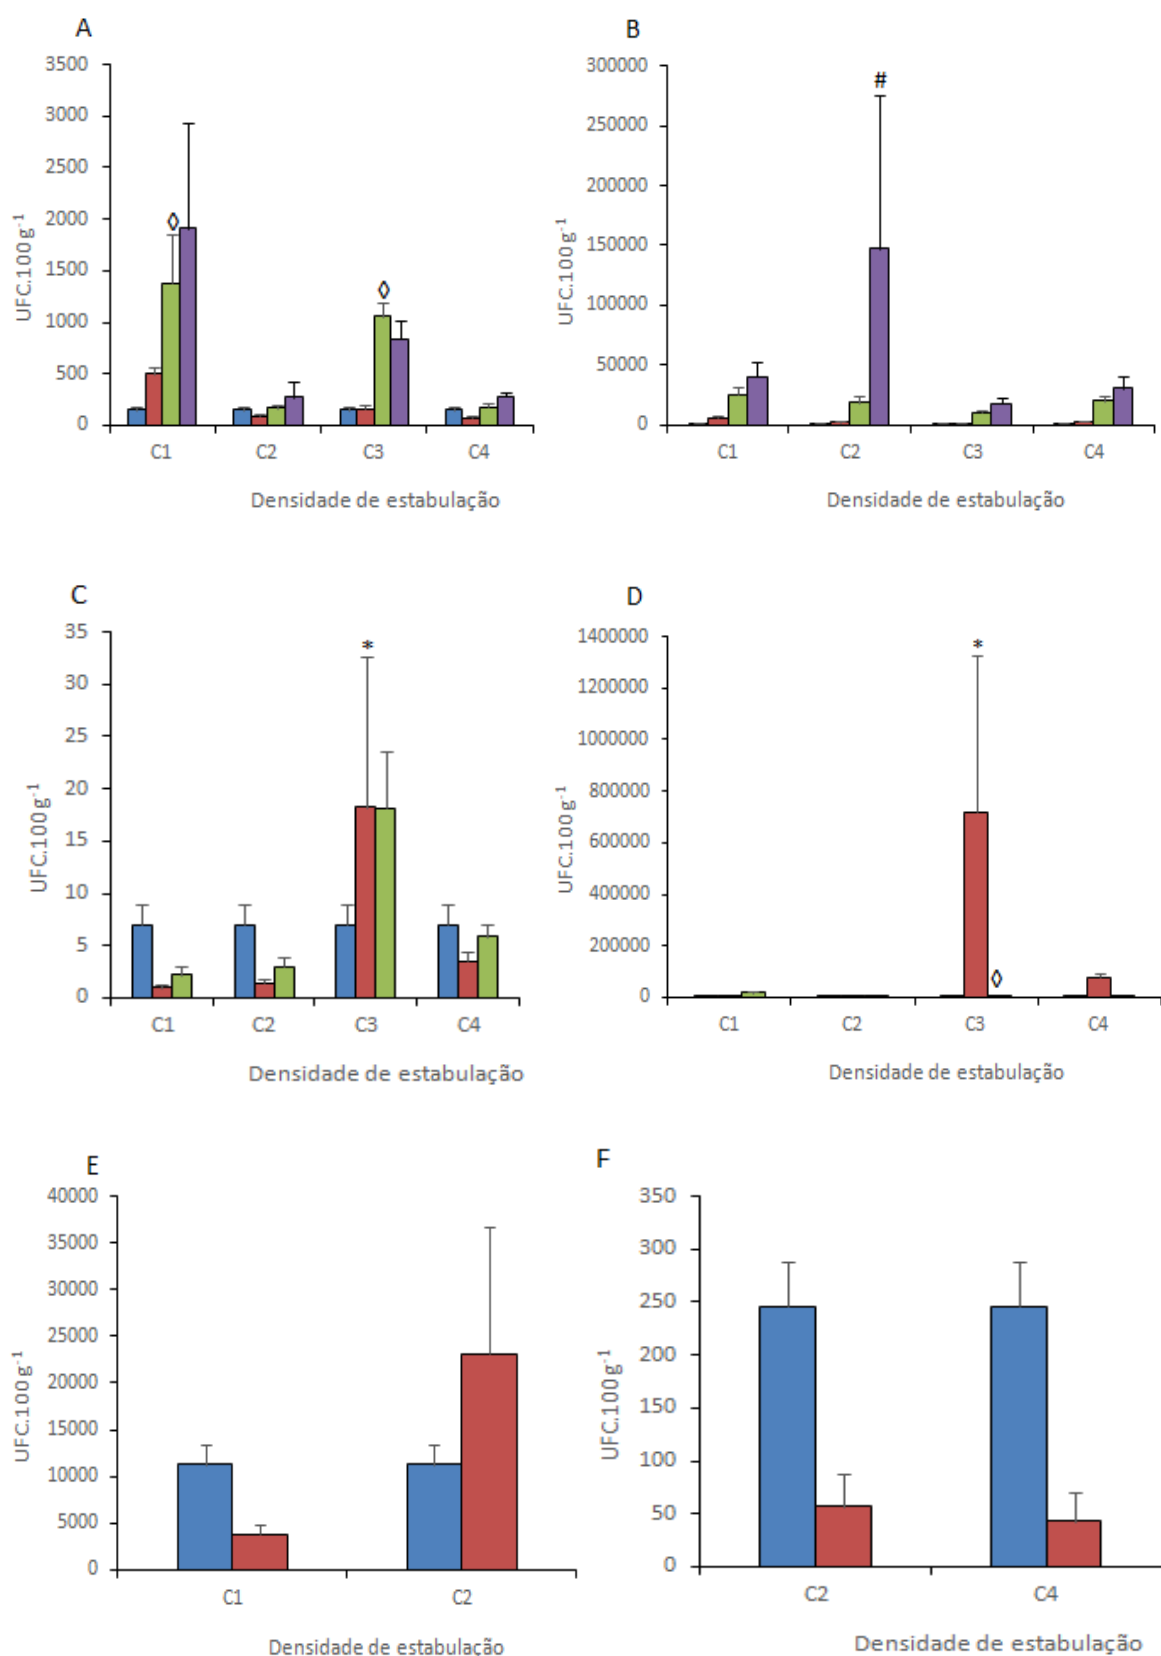 A
3500
3000
2500
2000
1500
1000
500
0
UFC.100g⁻¹
◊
◊
C1 C2 C3 C4
Densidade de estabulação
B
300000
250000
200000
150000
100000
50000
0
UFC.100g⁻¹
#
C1 C2 C3 C4
Densidade de estabulação
C
35
30
25
20
15
10
5
0
UFC.100g⁻¹
*
C1 C2 C3 C4
Densidade de estabulação
D
1400000
1200000
1000000
800000
600000
400000
200000
0
UFC.100g⁻¹
*
◊
C1 C2 C3 C4
Densidade de estabulação
E
40000
35000
30000
25000
20000
15000
10000
5000
0
UFC.100g⁻¹
C1 C2
Densidade de estabulação
F
350
300
250
200
150
100
50
0
UFC.100g⁻¹
C2 C4
Densidade de estabulação